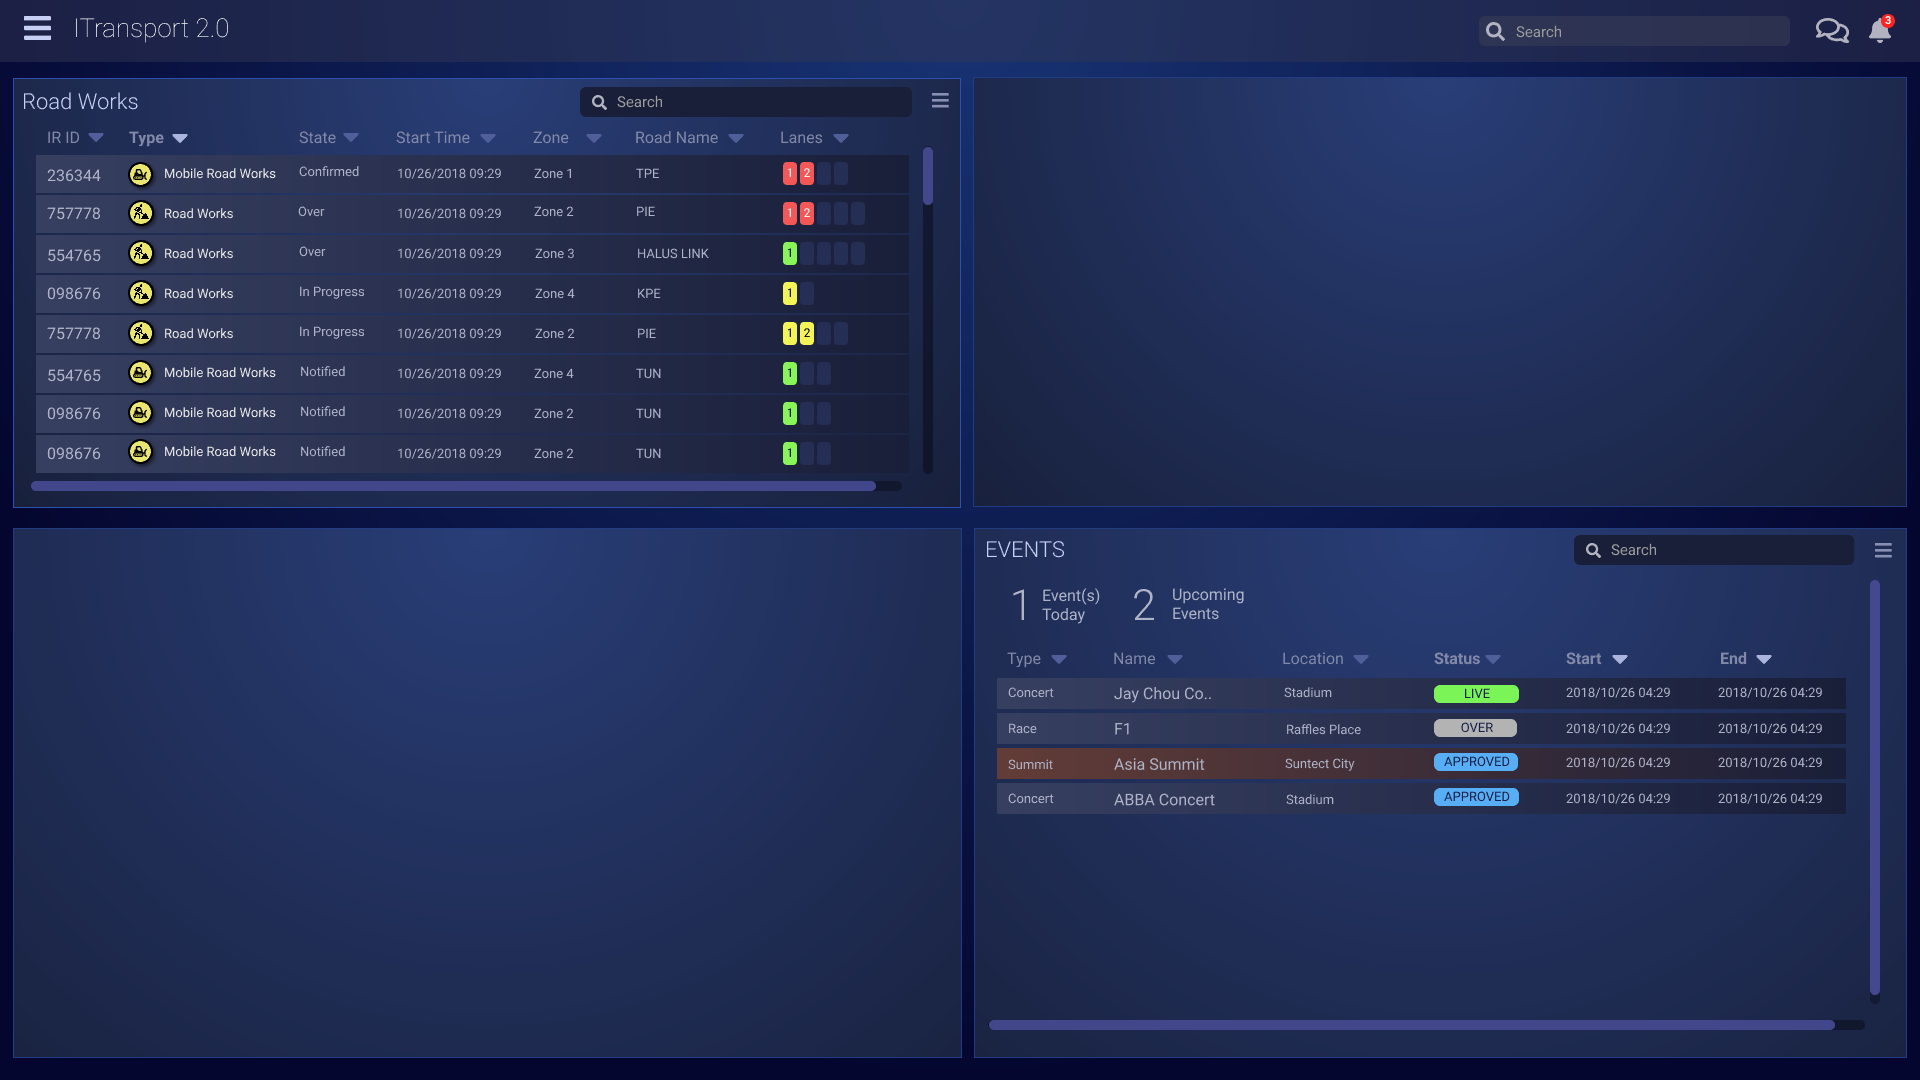 ITransport 2.0
Search
3
Road Works
Search
IR ID Type State Start Time Zone Road Name Lanes
236344 Mobile Road Works Confirmed 10/26/2018 09:29 Zone 1 TPE 1 2
757778 Road Works Over 10/26/2018 09:29 Zone 2 PIE 1 2
554765 Road Works Over 10/26/2018 09:29 Zone 3 HALUS LINK 1
098676 Road Works In Progress 10/26/2018 09:29 Zone 4 KPE 1
757778 Road Works In Progress 10/26/2018 09:29 Zone 2 PIE 1 2
554765 Mobile Road Works Notified 10/26/2018 09:29 Zone 4 TUN 1
098676 Mobile Road Works Notified 10/26/2018 09:29 Zone 2 TUN 1
098676 Mobile Road Works Notified 10/26/2018 09:29 Zone 2 TUN 1
EVENTS
Search
1 Event(s) Today
2 Upcoming Events
Type Name Location Status Start End
Concert Jay Chou Co.. Stadium LIVE 2018/10/26 04:29 2018/10/26 04:29
Race F1 Raffles Place OVER 2018/10/26 04:29 2018/10/26 04:29
Summit Asia Summit Suntect City APPROVED 2018/10/26 04:29 2018/10/26 04:29
Concert ABBA Concert Stadium APPROVED 2018/10/26 04:29 2018/10/26 04:29